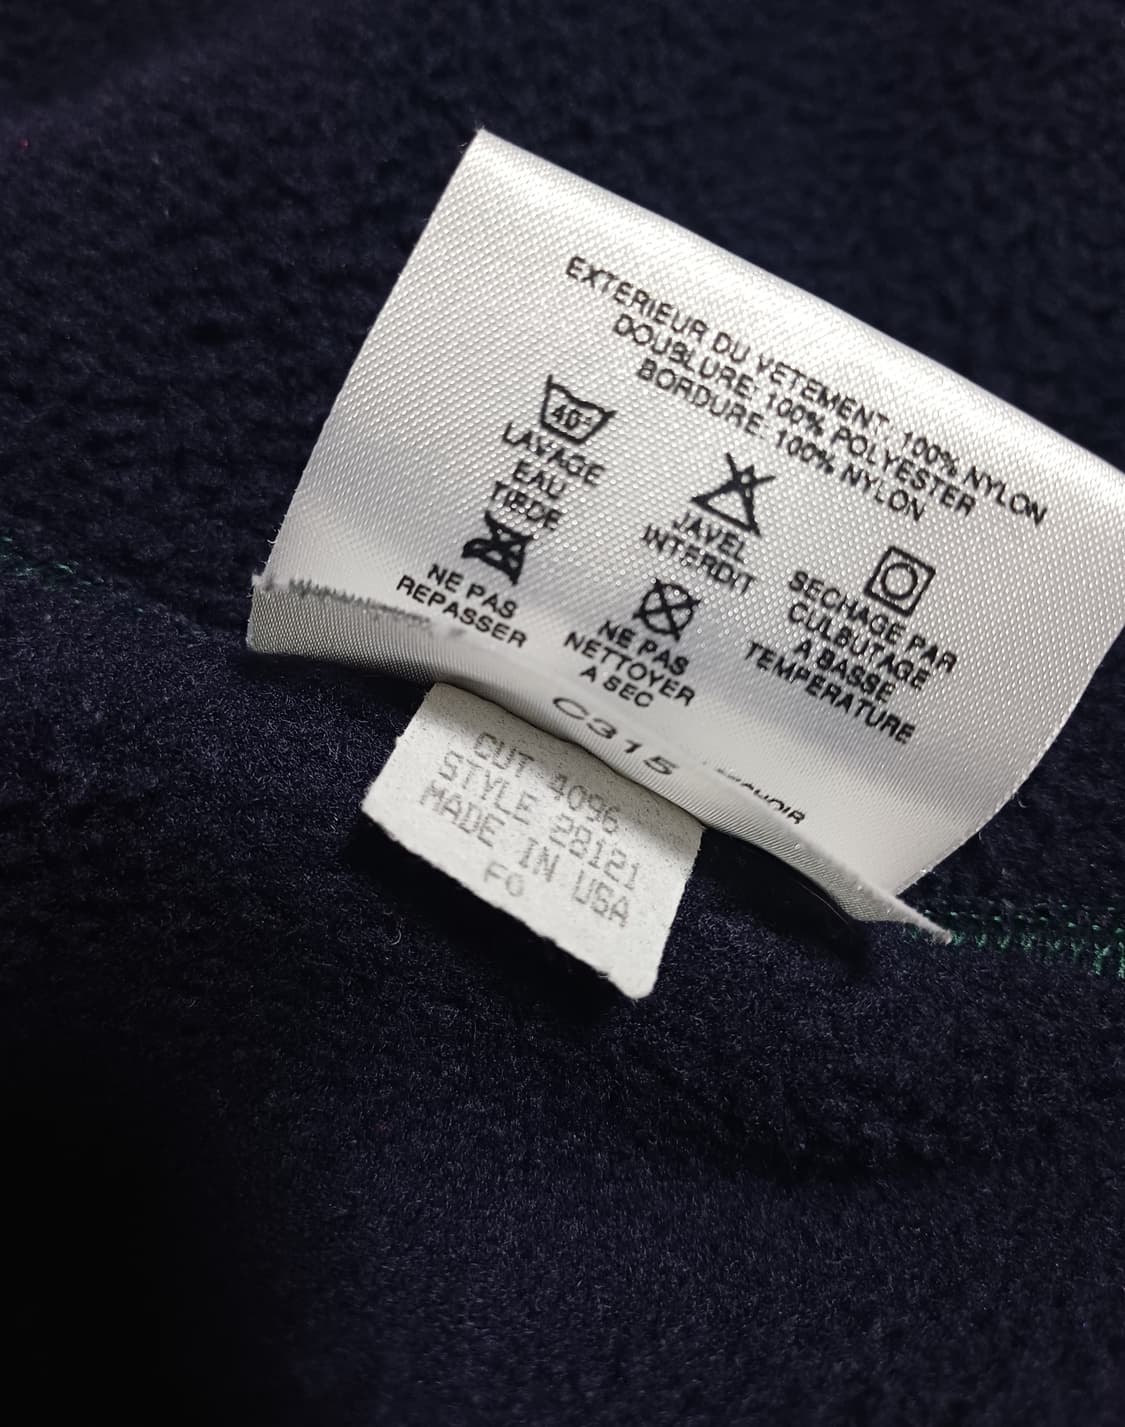 EXTERIEUR DU VETEMENT: 100% NYLON
DOUBLURE: 100% POLYESTER
BORDURE: 100% NYLON
40°
LAVAGE
EAU
TIEDE
JAVEL
INTERDIT
SECHAGE PAR
CULBUTAGE
A BASSE
TEMPERATURE
NE PAS
REPASSER
NE PAS
NETTOYER
A SEC
C315
CUT 4096
STYLE 28121
MADE IN USA
FO